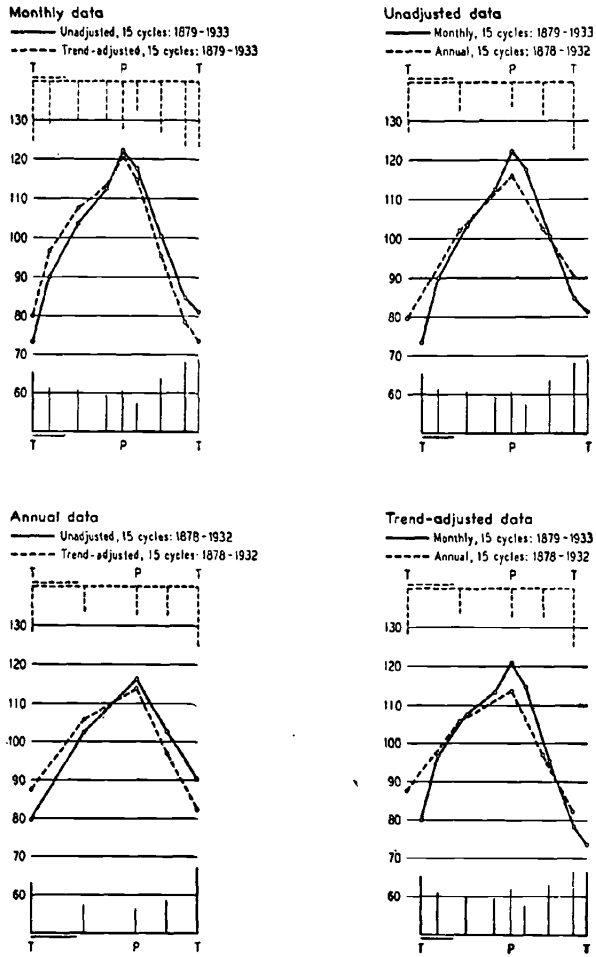 Monthly data
Unadjusted, 15 cycles: 1879-1933
Trend-adjusted, 15 cycles: 1879-1933
T P T
130
120
110
100
90
80
70
60
T P T
Unadjusted data
Monthly, 15 cycles: 1879-1933
Annual, 15 cycles: 1878-1932
T P T
130
120
110
100
90
80
70
60
T P T
Annual data
Unadjusted, 15 cycles: 1878-1932
Trend-adjusted, 15 cycles: 1878-1932
T P T
130
120
110
100
90
80
70
60
T P T
Trend-adjusted data
Monthly, 15 cycles: 1879-1933
Annual, 15 cycles: 1878-1932
T P T
130
120
110
100
90
80
70
60
T P T